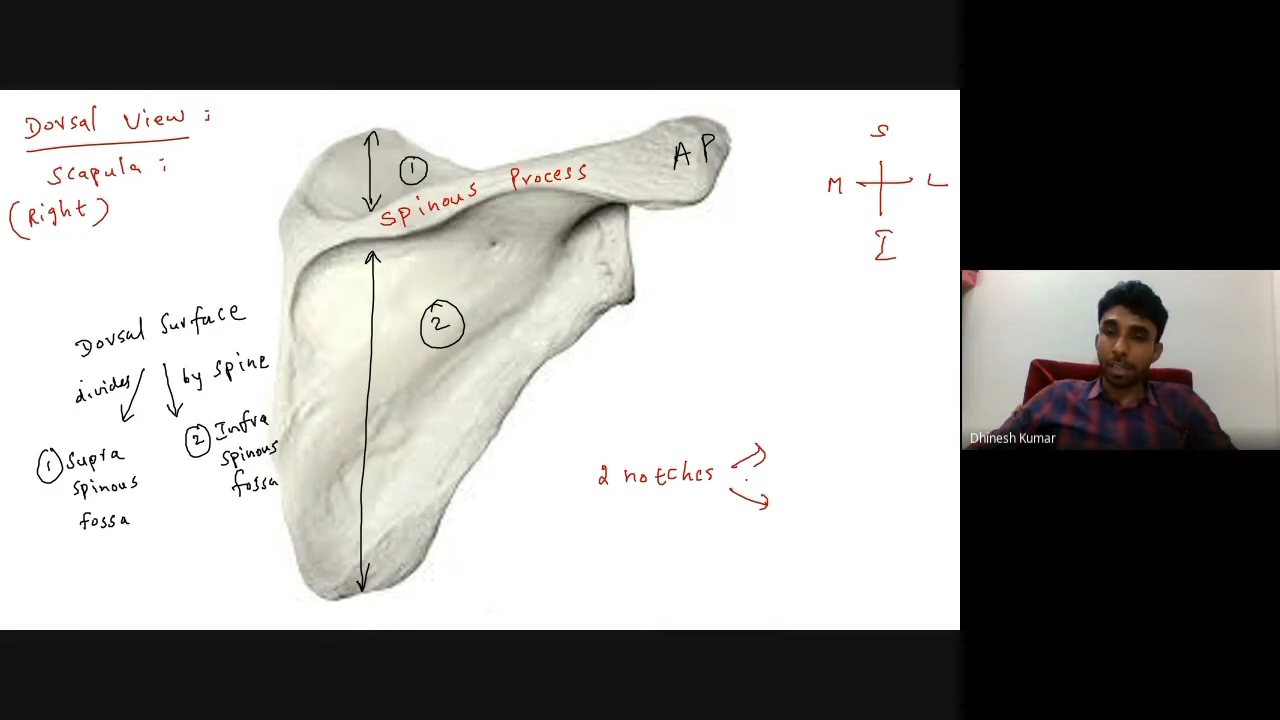 Dorsal View :
Scapula :
(Right)
1
Spinous Process
A P
S
M L
I
2
Dorsal Surface
divides by Spine
1 Supra
spinous
fossa
2 Infra
spinous
fossa
2 notches
Dhinesh Kumar